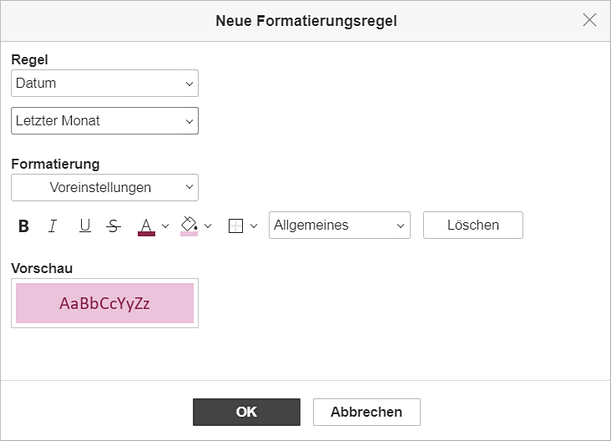 Neue Formatierungsregel
Regel
Datum
Letzter Monat
Formatierung
Voreinstellungen
B I U S A Allgemeines Löschen
Vorschau
AaBbCcYyZz
OK Abbrechen